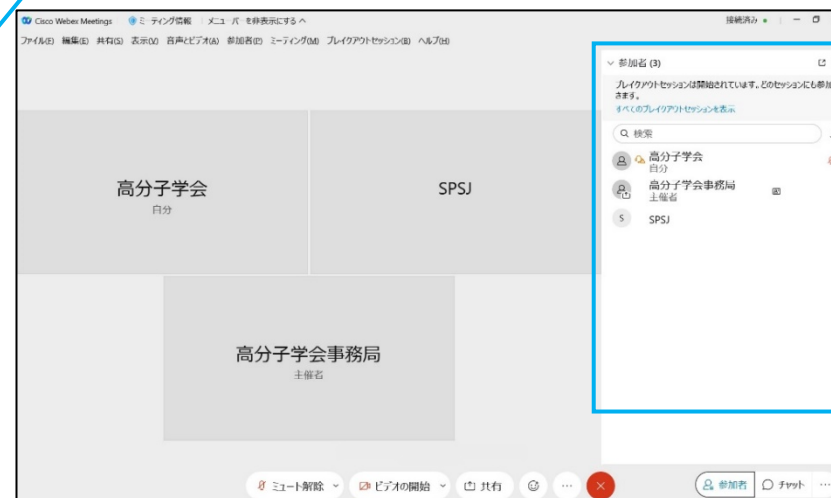 Cisco Webex Meetings ミーティング情報 メニュー バーを非表示にする 接続済み
ファイル(F) 編集(E) 共有(S) 表示(V) 音声とビデオ(A) 参加者(P) ミーティング(M) ブレイクアウトセッション(B) ヘルプ(H)
参加者 (3)
ブレイクアウトセッションは開始されています。どのセッションにも参加
きます。
すべてのブレイクアウトセッションを表示
検索
高分子学会
自分
高分子学会事務局
主催者
S SPSJ
高分子学会
自分
SPSJ
高分子学会事務局
主催者
ミュート解除 ビデオの開始 共有 参加者 チャット